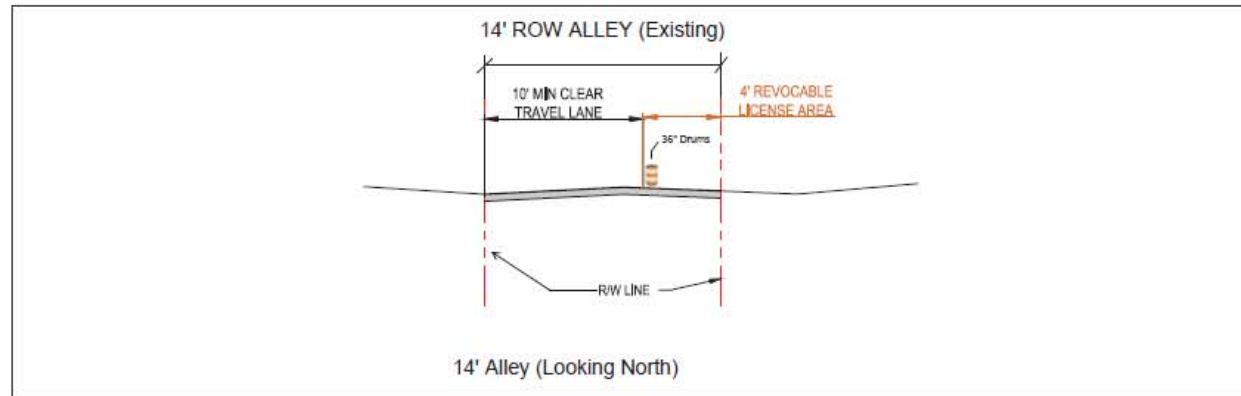 14' ROW ALLEY (Existing)
10' MIN CLEAR
TRAVEL LANE
4' REVOCABLE
LICENSE AREA
36" Drums
R/W LINE
14' Alley (Looking North)